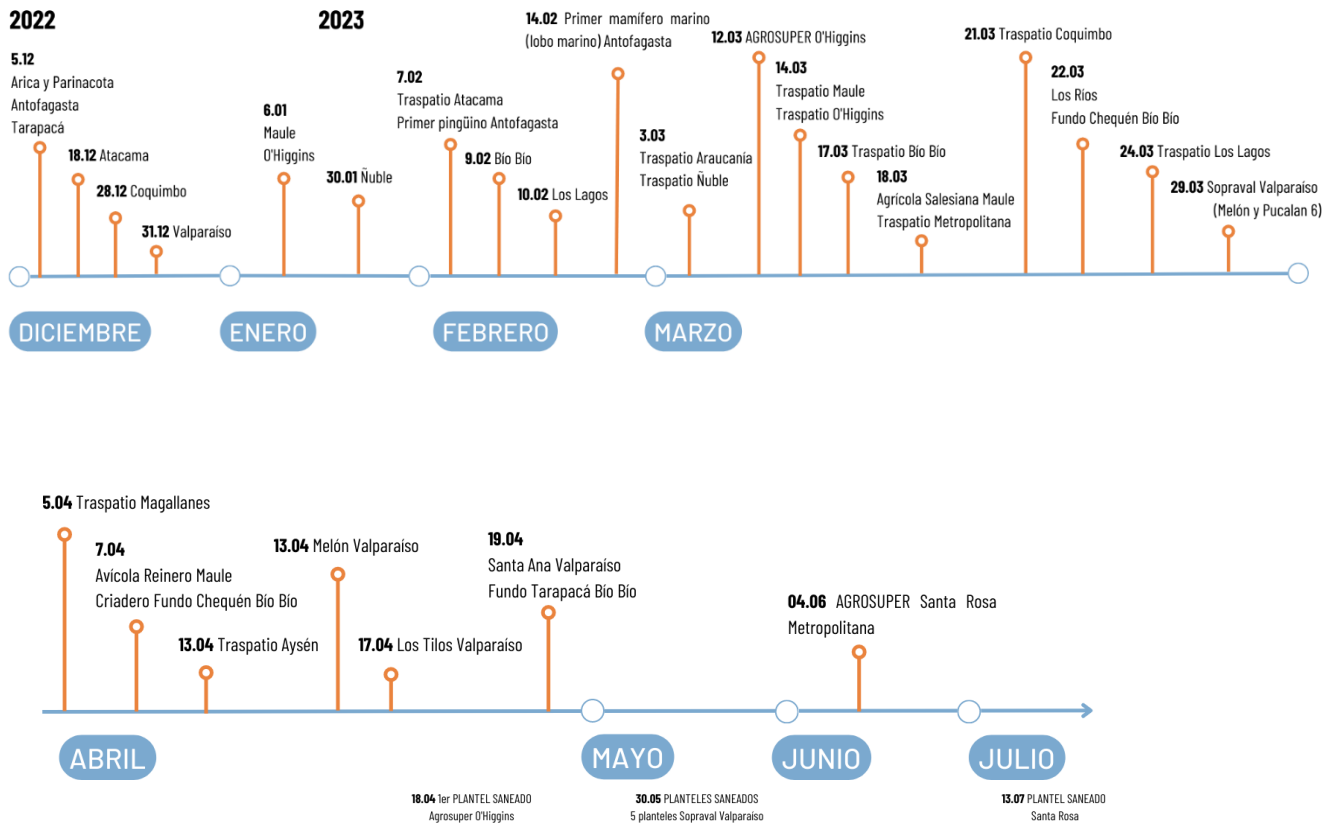 2022
5.12
Arica y Parinacota
Antofagasta
Tarapacá
18.12 Atacama
28.12 Coquimbo
31.12 Valparaíso
2023
6.01
Maule
O'Higgins
30.01 Ñuble
7.02
Traspatio Atacama
Primer pingüino Antofagasta
9.02 Bío Bío
10.02 Los Lagos
14.02 Primer mamífero marino
(lobo marino) Antofagasta
3.03
Traspatio Araucanía
Traspatio Ñuble
12.03 AGROSUPER O'Higgins
14.03
Traspatio Maule
Traspatio O'Higgins
17.03 Traspatio Bío Bío
18.03
Agrícola Salesiana Maule
Traspatio Metropolitana
21.03 Traspatio Coquimbo
22.03
Los Ríos
Fundo Chequén Bío Bío
24.03 Traspatio Los Lagos
29.03 Sopraval Valparaíso
(Melón y Pucalan 6)
DICIEMBRE
ENERO
FEBRERO
MARZO
5.04 Traspatio Magallanes
7.04
Avícola Reinero Maule
Criadero Fundo Chequén Bío Bío
13.04 Traspatio Aysén
13.04 Melón Valparaíso
17.04 Los Tilos Valparaíso
19.04
Santa Ana Valparaíso
Fundo Tarapacá Bío Bío
04.06 AGROSUPER Santa Rosa
Metropolitana
ABRIL
MAYO
JUNIO
JULIO
18.04 1er PLANTEL SANEADO
Agrosuper O'Higgins
30.05 PLANTELES SANEADOS
5 planteles Sopraval Valparaíso
13.07 PLANTEL SANEADO
Santa Rosa